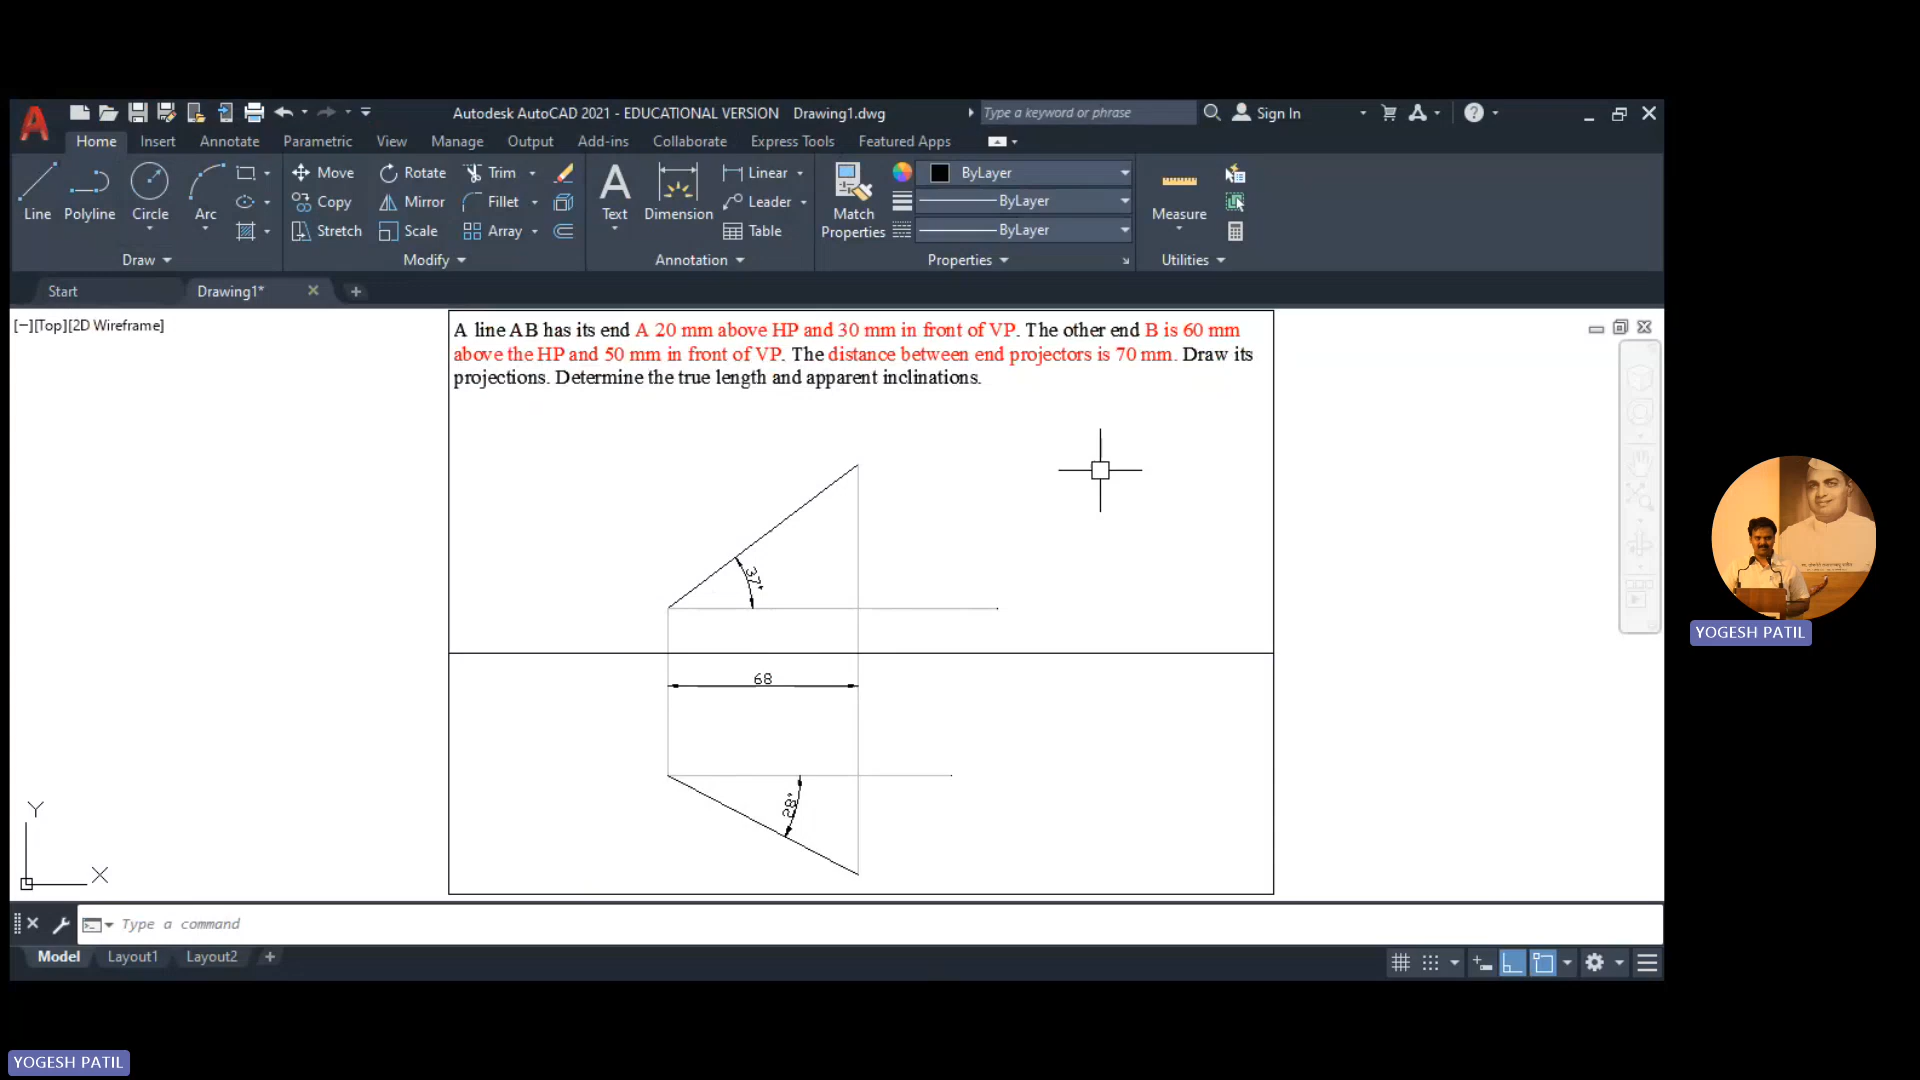 Autodesk AutoCAD 2021 - EDUCATIONAL VERSION Drawing1.dwg
Type a keyword or phrase
Sign In
Home Insert Annotate Parametric View Manage Output Add-ins Collaborate Express Tools Featured Apps
Line
Polyline
Circle
Arc
Draw
Move
Rotate
Trim
Copy
Mirror
Fillet
Stretch
Scale
Array
Modify
Text
Dimension
Linear
Leader
Table
Annotation
Match
Properties
ByLayer
ByLayer
ByLayer
Properties
Measure
Utilities
Start
Drawing1*
[−][Top][2D Wireframe]
A line AB has its end A 20 mm above HP and 30 mm in front of VP. The other end B is 60 mm
above the HP and 50 mm in front of VP. The distance between end projectors is 70 mm. Draw its
projections. Determine the true length and apparent inclinations.
37°
68
28°
Y
X
Type a command
Model Layout1 Layout2
YOGESH PATIL
YOGESH PATIL